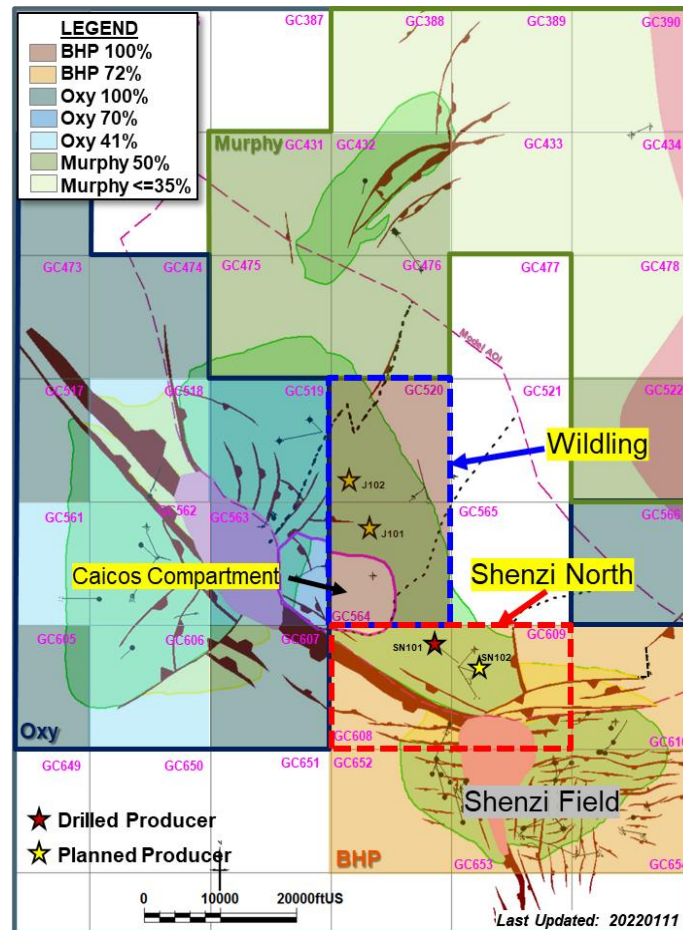 LEGEND
BHP 100%
BHP 72%
Oxy 100%
Oxy 70%
Oxy 41%
Murphy 50%
Murphy <=35%
GC387
GC388
GC389
GC390
Murphy
GC431
GC432
GC433
GC434
GC473
GC474
GC475
GC476
GC477
GC478
Model AOI
GC517
GC518
GC519
GC520
GC521
GC522
Wildling
J102
GC561
GC562
GC563
GC565
GC566
J101
Caicos Compartment
Shenzi North
GC564
GC605
GC606
GC607
GC609
SN101
SN102
Oxy
GC608
GC610
GC649
GC650
GC651
GC652
Shenzi Field
Drilled Producer
Planned Producer
BHP
GC653
GC654
0 10000 20000ftUS
Last Updated: 20220111